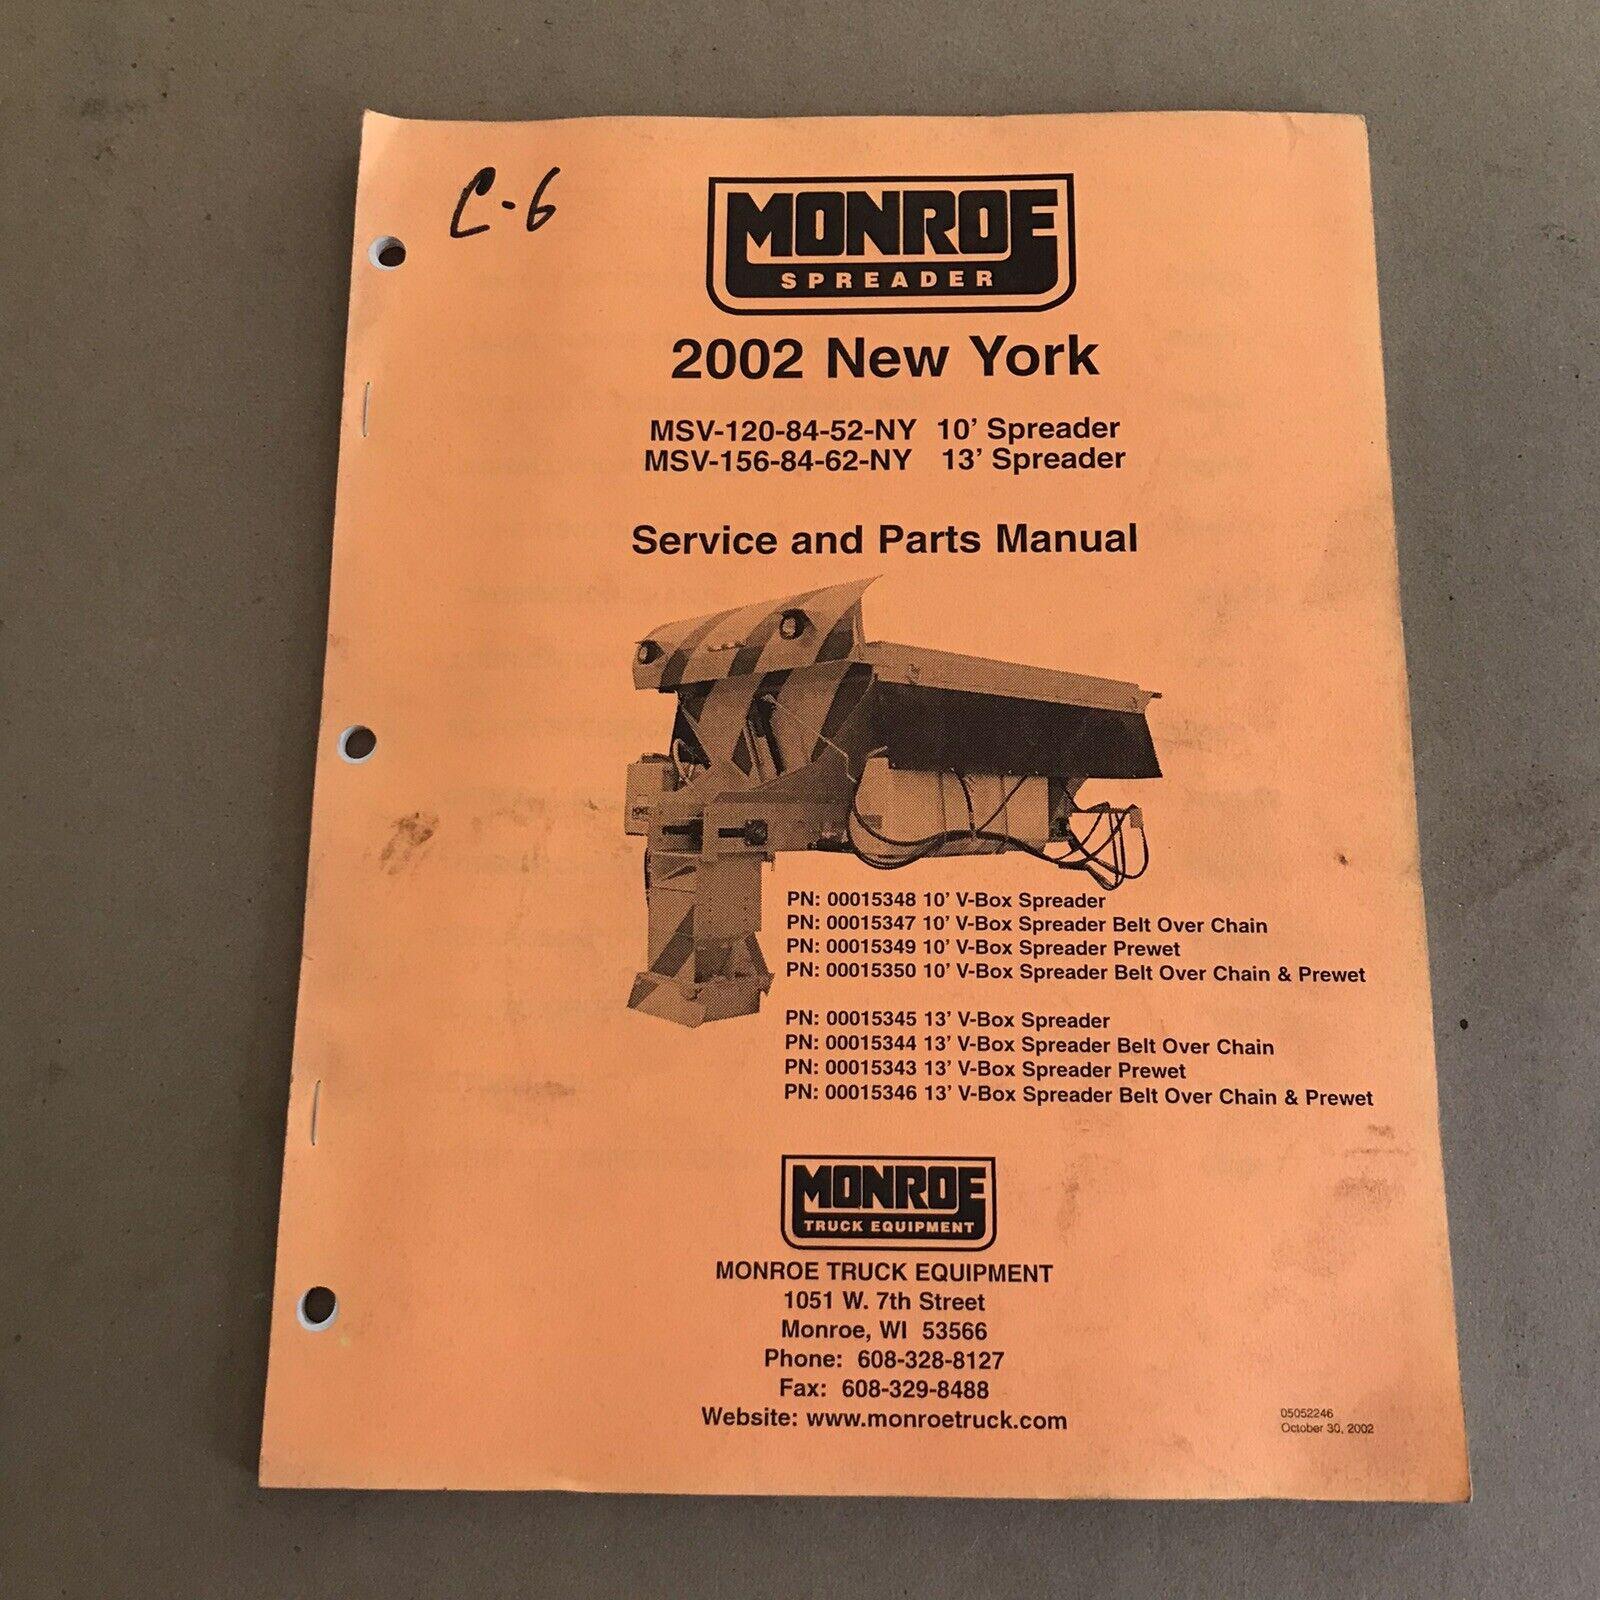 C-6
MONROE
SPREADER
2002 New York
MSV-120-84-52-NY 10' Spreader
MSV-156-84-62-NY 13' Spreader
Service and Parts Manual
PN: 00015348 10' V-Box Spreader
PN: 00015347 10' V-Box Spreader Belt Over Chain
PN: 00015349 10' V-Box Spreader Prewet
PN: 00015350 10' V-Box Spreader Belt Over Chain & Prewet
PN: 00015345 13' V-Box Spreader
PN: 00015344 13' V-Box Spreader Belt Over Chain
PN: 00015343 13' V-Box Spreader Prewet
PN: 00015346 13' V-Box Spreader Belt Over Chain & Prewet
MONROE
TRUCK EQUIPMENT
MONROE TRUCK EQUIPMENT
1051 W. 7th Street
Monroe, WI 53566
Phone: 608-328-8127
Fax: 608-329-8488
Website: www.monroetruck.com
05052246
October 30, 2002